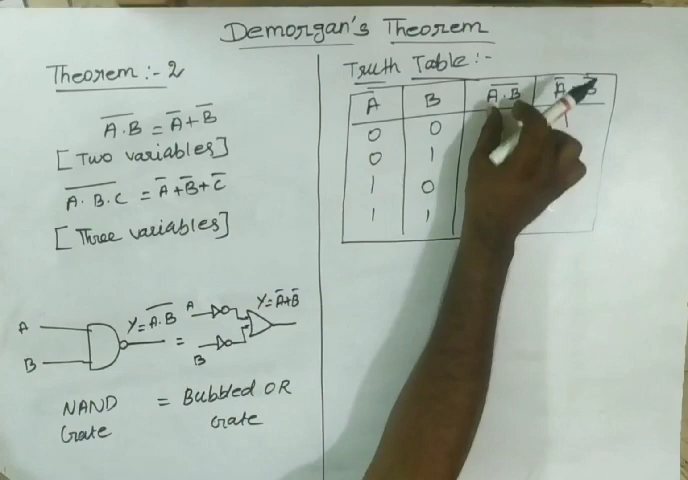 Demorgan's Theorem
Theorem :- 2
A̅.̅B̅ = A̅ + B̅
[Two variables]
A̅.̅ ̅B̅.̅C̅ = A̅ + B̅ + C̅
[Three variables]
A
B
Y = A̅.̅B̅
=
A
B
Y = A̅ + B̅
NAND Gate = Bubbled OR Gate
Truth Table :-
A̅ B A̅.̅B̅ A̅ B̅
0 0 1
0 1
1 0
1 1